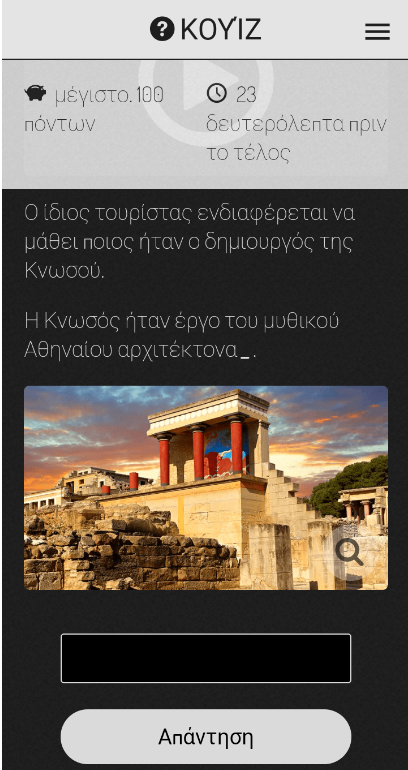 ? ΚΟΥΊΖ
μέγιστο. 100
πόντων
23
δευτερόλεπτα πριν
το τέλος
Ο ίδιος τουρίστας ενδιαφέρεται να
μάθει ποιος ήταν ο δημιουργός της
Κνωσού.
Η Κνωσός ήταν έργο του μυθικού
Αθηναίου αρχιτέκτονα_.
Απάντηση